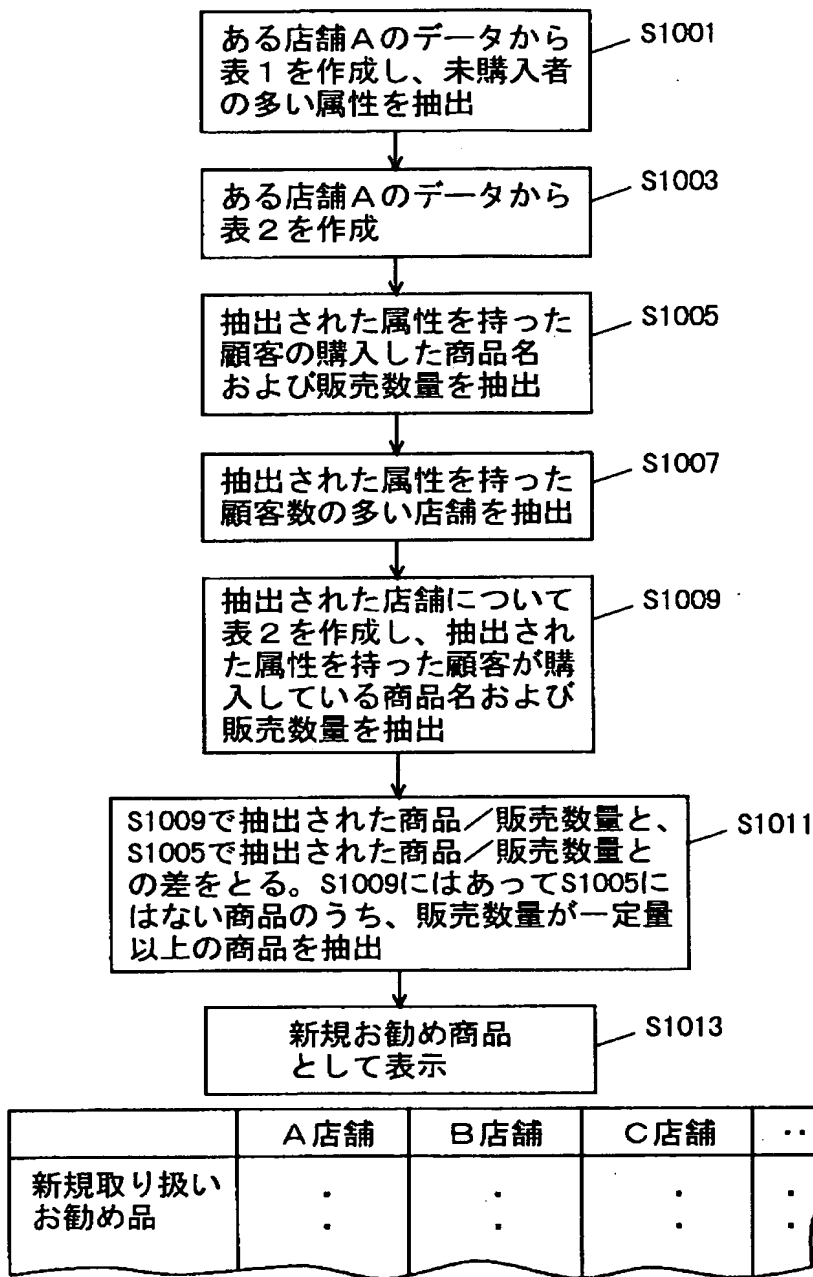 ある店舗Aのデータから
表1を作成し、未購入者
の多い属性を抽出
S1001
ある店舗Aのデータから
表2を作成
S1003
抽出された属性を持った
顧客の購入した商品名
および販売数量を抽出
S1005
抽出された属性を持った
顧客数の多い店舗を抽出
S1007
抽出された店舗について
表2を作成し、抽出され
た属性を持った顧客が購
入している商品名および
販売数量を抽出
S1009
S1009で抽出された商品／販売数量と、
S1005で抽出された商品／販売数量と
の差をとる。S1009にはあってS1005に
はない商品のうち、販売数量が一定量
以上の商品を抽出
S1011
新規お勧め商品
として表示
S1013
A店舗 B店舗 C店舗 ‥
新規取り扱い
お勧め品